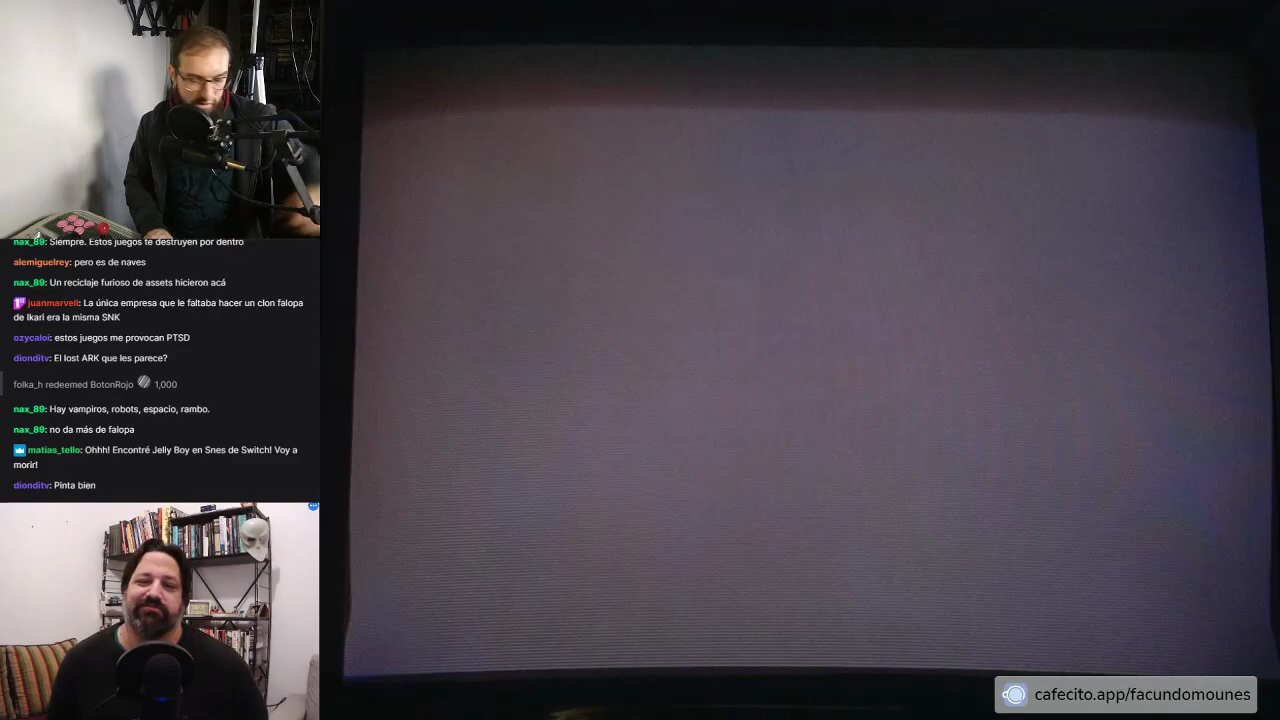 nax_89: Siempre. Estos juegos te destruyen por dentro
alemiguelrey: pero es de naves
nax_89: Un reciclaje furioso de assets hicieron acá
juanmarvell: La única empresa que le faltaba hacer un clon falopa
de Ikari era la misma SNK
ozycaloi: estos juegos me provocan PTSD
dionditv: El lost ARK que les parece?
folka_h redeemed BotonRojo 1,000
nax_89: Hay vampiros, robots, espacio, rambo.
nax_89: no da más de falopa
matias_tello: Ohhh! Encontré Jelly Boy en Snes de Switch! Voy a
morir!
dionditv: Pinta bien
cafecito.app/facundomounes